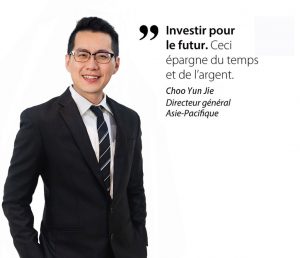 ❞ Investir pour
le futur. Ceci
épargne du temps
et de l'argent.
Choo Yun Jie
Directeur général
Asie-Pacifique